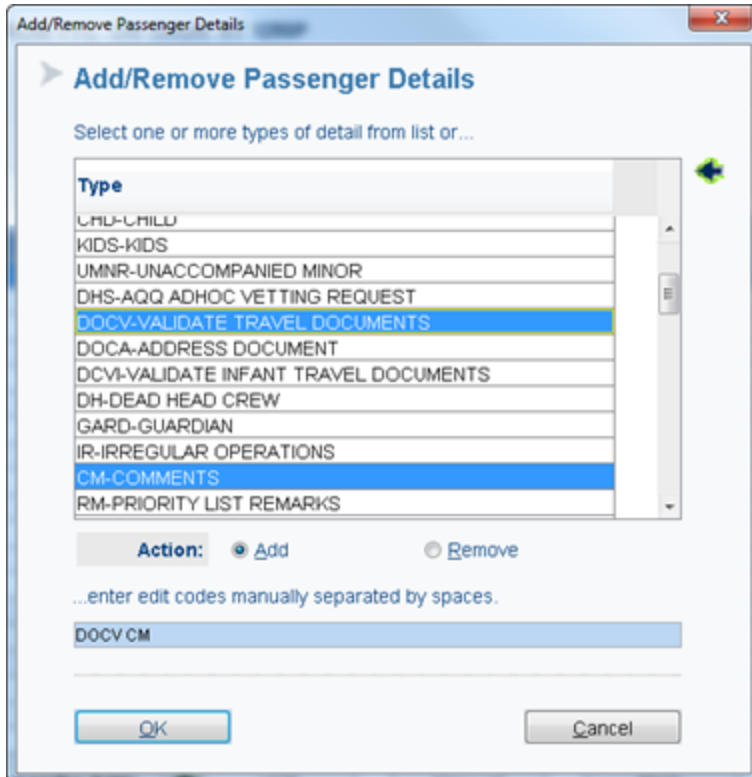 Add/Remove Passenger Details
Add/Remove Passenger Details
Select one or more types of detail from list or...
Type
CHD-CHILD
KIDS-KIDS
UMNR-UNACCOMPANIED MINOR
DHS-AQQ ADHOC VETTING REQUEST
DOCV-VALIDATE TRAVEL DOCUMENTS
DOCA-ADDRESS DOCUMENT
DCVI-VALIDATE INFANT TRAVEL DOCUMENTS
DH-DEAD HEAD CREW
GARD-GUARDIAN
IR-IRREGULAR OPERATIONS
CM-COMMENTS
RM-PRIORITY LIST REMARKS
Action: Add Remove
...enter edit codes manually separated by spaces.
DOCV CM
OK Cancel